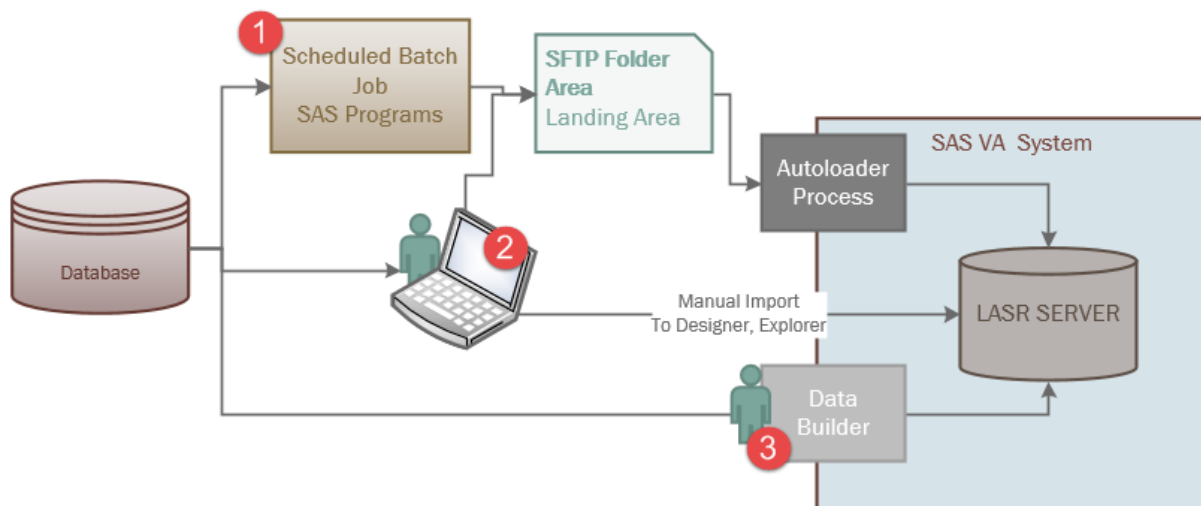 1
Scheduled Batch
Job
SAS Programs
SFTP Folder
Area
Landing Area
SAS VA System
Autoloader
Process
Database
2
Manual Import
To Designer, Explorer
LASR SERVER
Data
Builder
3